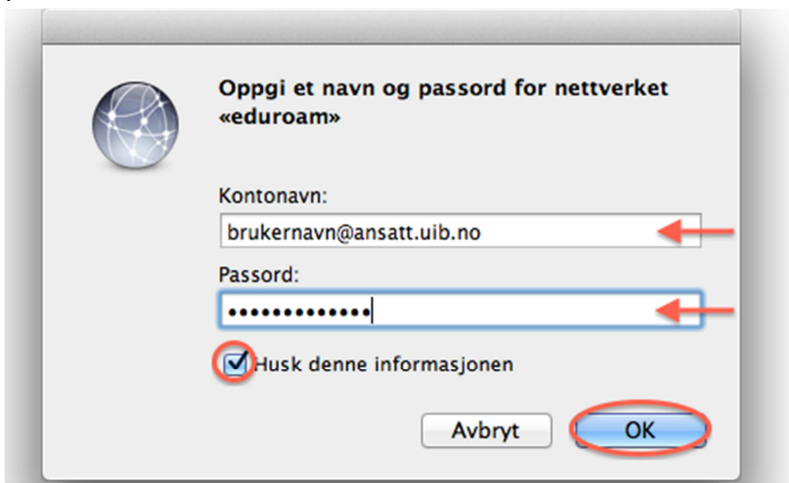 Oppgi et navn og passord for nettverket
«eduroam»
Kontonavn:
brukernavn@ansatt.uib.no
Passord:
•••••••••••••
Husk denne informasjonen
Avbryt
OK